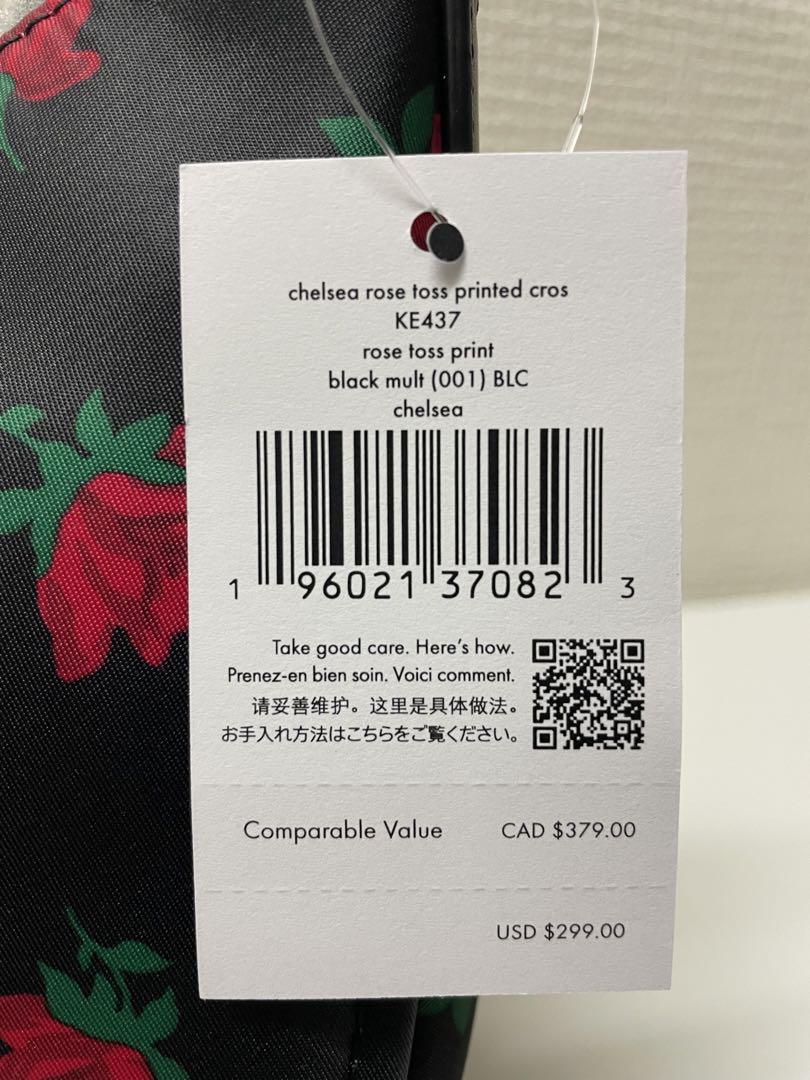 chelsea rose toss printed cros
KE437
rose toss print
black mult (001) BLC
chelsea
1 96021 37082 3
Take good care. Here's how.
Prenez-en bien soin. Voici comment.
请妥善维护。这里是具体做法。
お手入れ方法はこちらをご覧ください。
Comparable Value CAD $379.00
USD $299.00